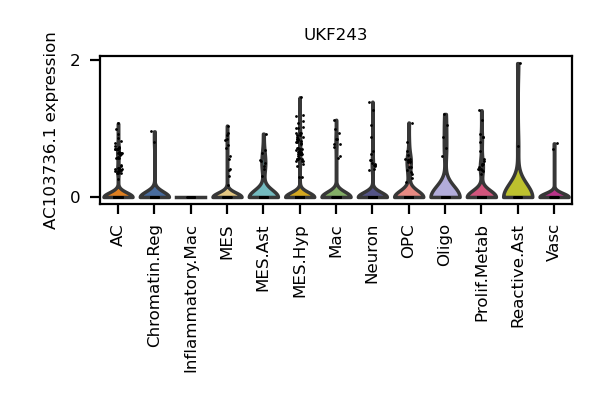 UKF243
AC103736.1 expression
2
0
AC
Chromatin.Reg
Inflammatory.Mac
MES
MES.Ast
MES.Hyp
Mac
Neuron
OPC
Oligo
Prolif.Metab
Reactive.Ast
Vasc